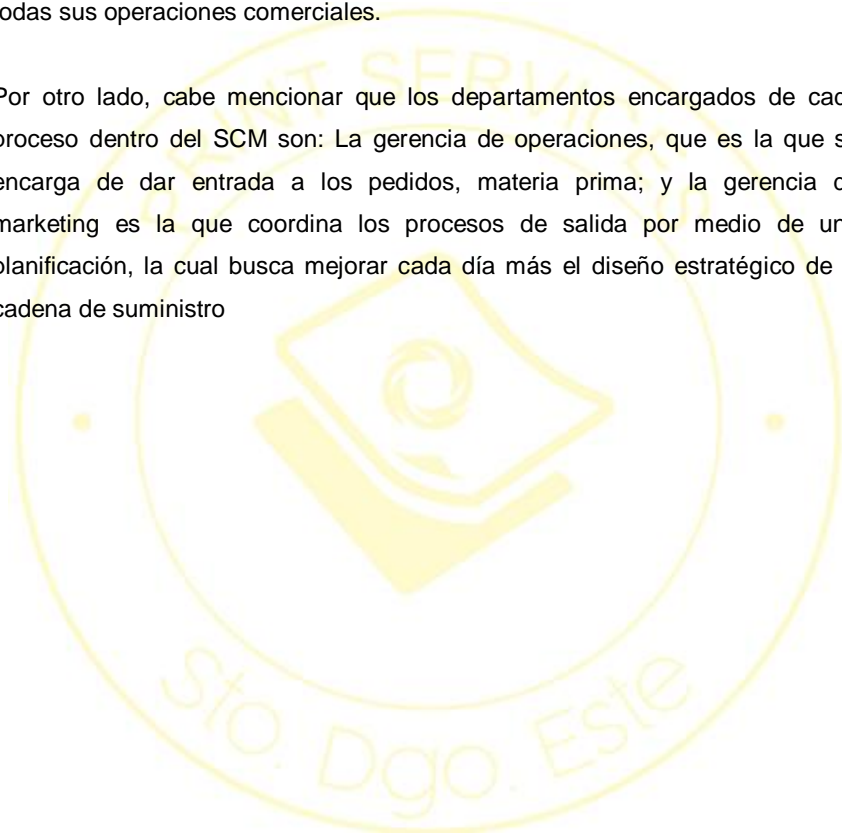 odas sus operaciones comerciales.
Por otro lado, cabe mencionar que los departamentos encargados de cad
proceso dentro del SCM son: La gerencia de operaciones, que es la que s
encarga de dar entrada a los pedidos, materia prima; y la gerencia d
marketing es la que coordina los procesos de salida por medio de un
planificación, la cual busca mejorar cada día más el diseño estratégico de
cadena de suministro
PRINT SERVICES
Sto. Dgo. Este